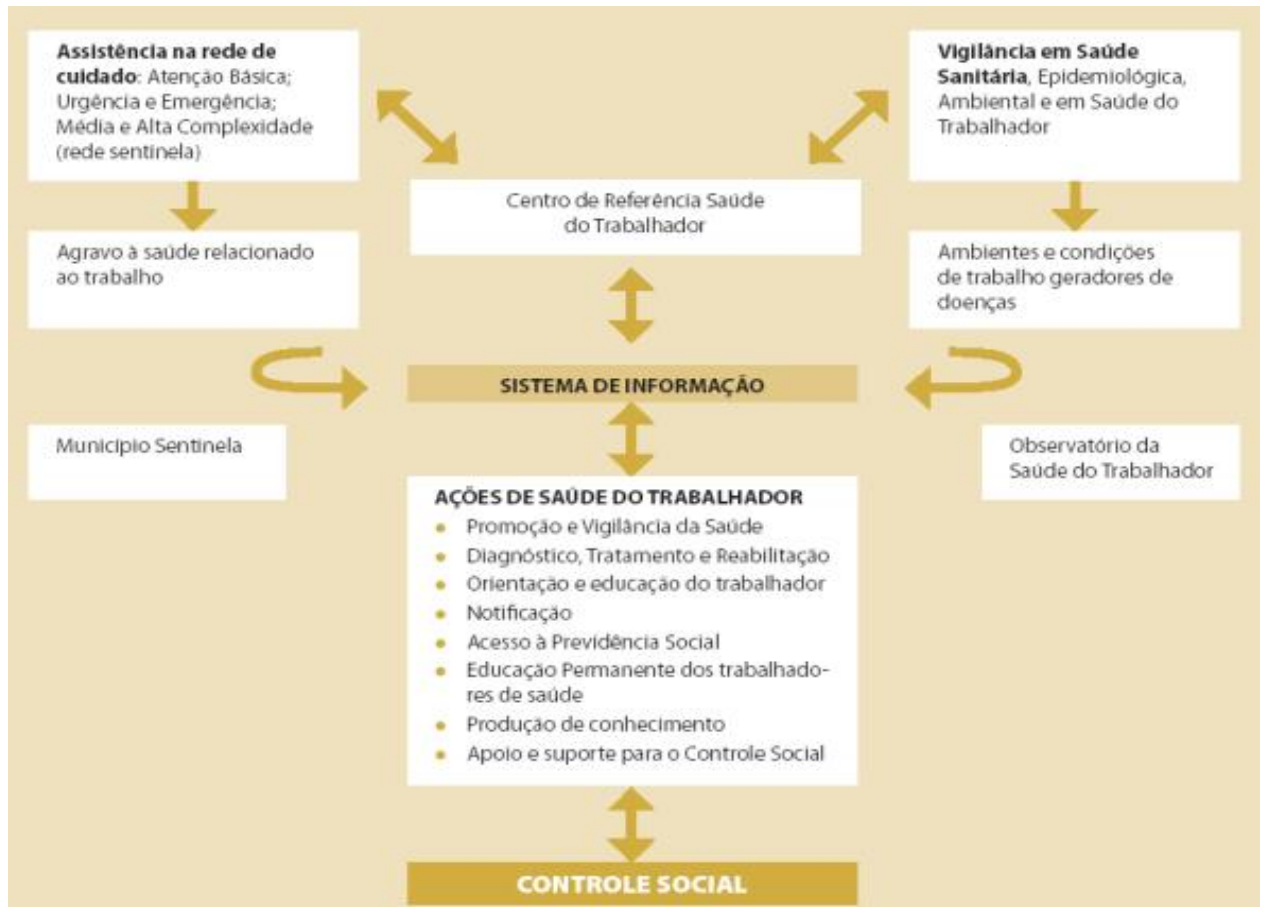 Assistência na rede de
cuidado: Atenção Básica;
Urgência e Emergência;
Média e Alta Complexidade
(rede sentinela)
Vigilância em Saúde
Sanitária, Epidemiológica,
Ambiental e em Saúde do
Trabalhador
Centro de Referência Saúde
do Trabalhador
Agravo à saúde relacionado
ao trabalho
Ambientes e condições
de trabalho geradores de
doenças
SISTEMA DE INFORMAÇÃO
Município Sentinela
Observatório da
Saúde do Trabalhador
AÇÕES DE SAÚDE DO TRABALHADOR
● Promoção e Vigilância da Saúde
● Diagnóstico, Tratamento e Reabilitação
● Orientação e educação do trabalhador
● Notificação
● Acesso à Previdência Social
● Educação Permanente dos trabalhado-
res de saúde
● Produção de conhecimento
● Apoio e suporte para o Controle Social
CONTROLE SOCIAL